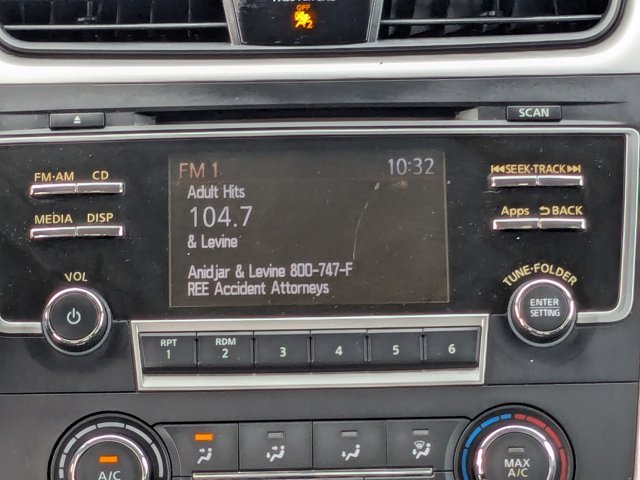 OFF
2
SCAN
FM·AM CD
MEDIA DISP
VOL
FM 1 10:32
Adult Hits
104.7
& Levine
Anidjar & Levine 800-747-F
REE Accident Attorneys
SEEK·TRACK
Apps BACK
TUNE·FOLDER
ENTER
SETTING
RPT
1
RDM
2
3
4
5
6
A/C
MAX
A/C